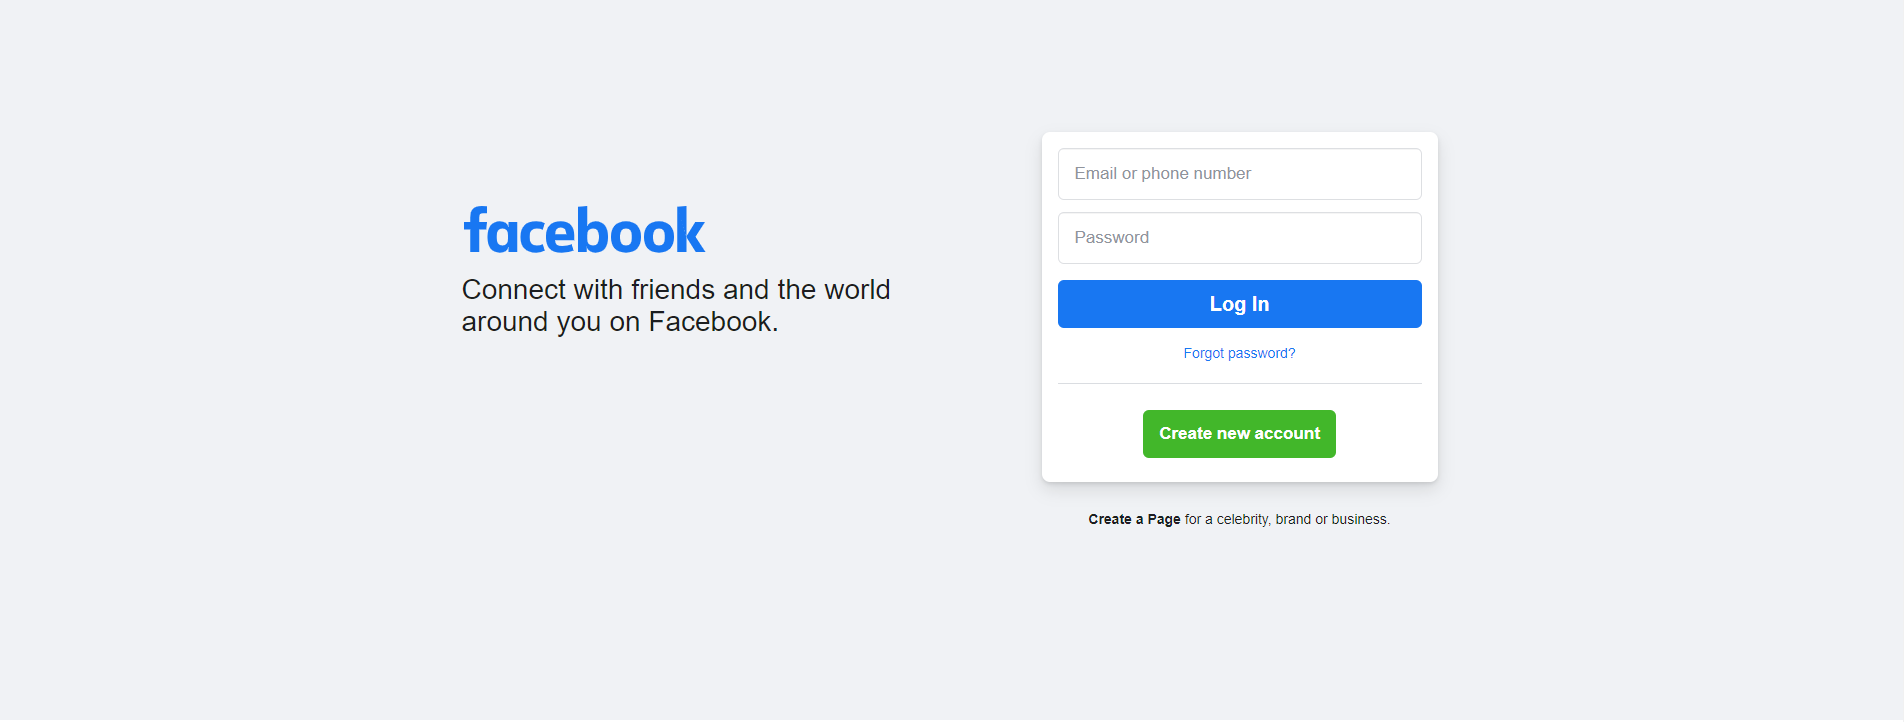 facebook
Connect with friends and the world
around you on Facebook.
Email or phone number
Password
Log In
Forgot password?
Create new account
Create a Page for a celebrity, brand or business.